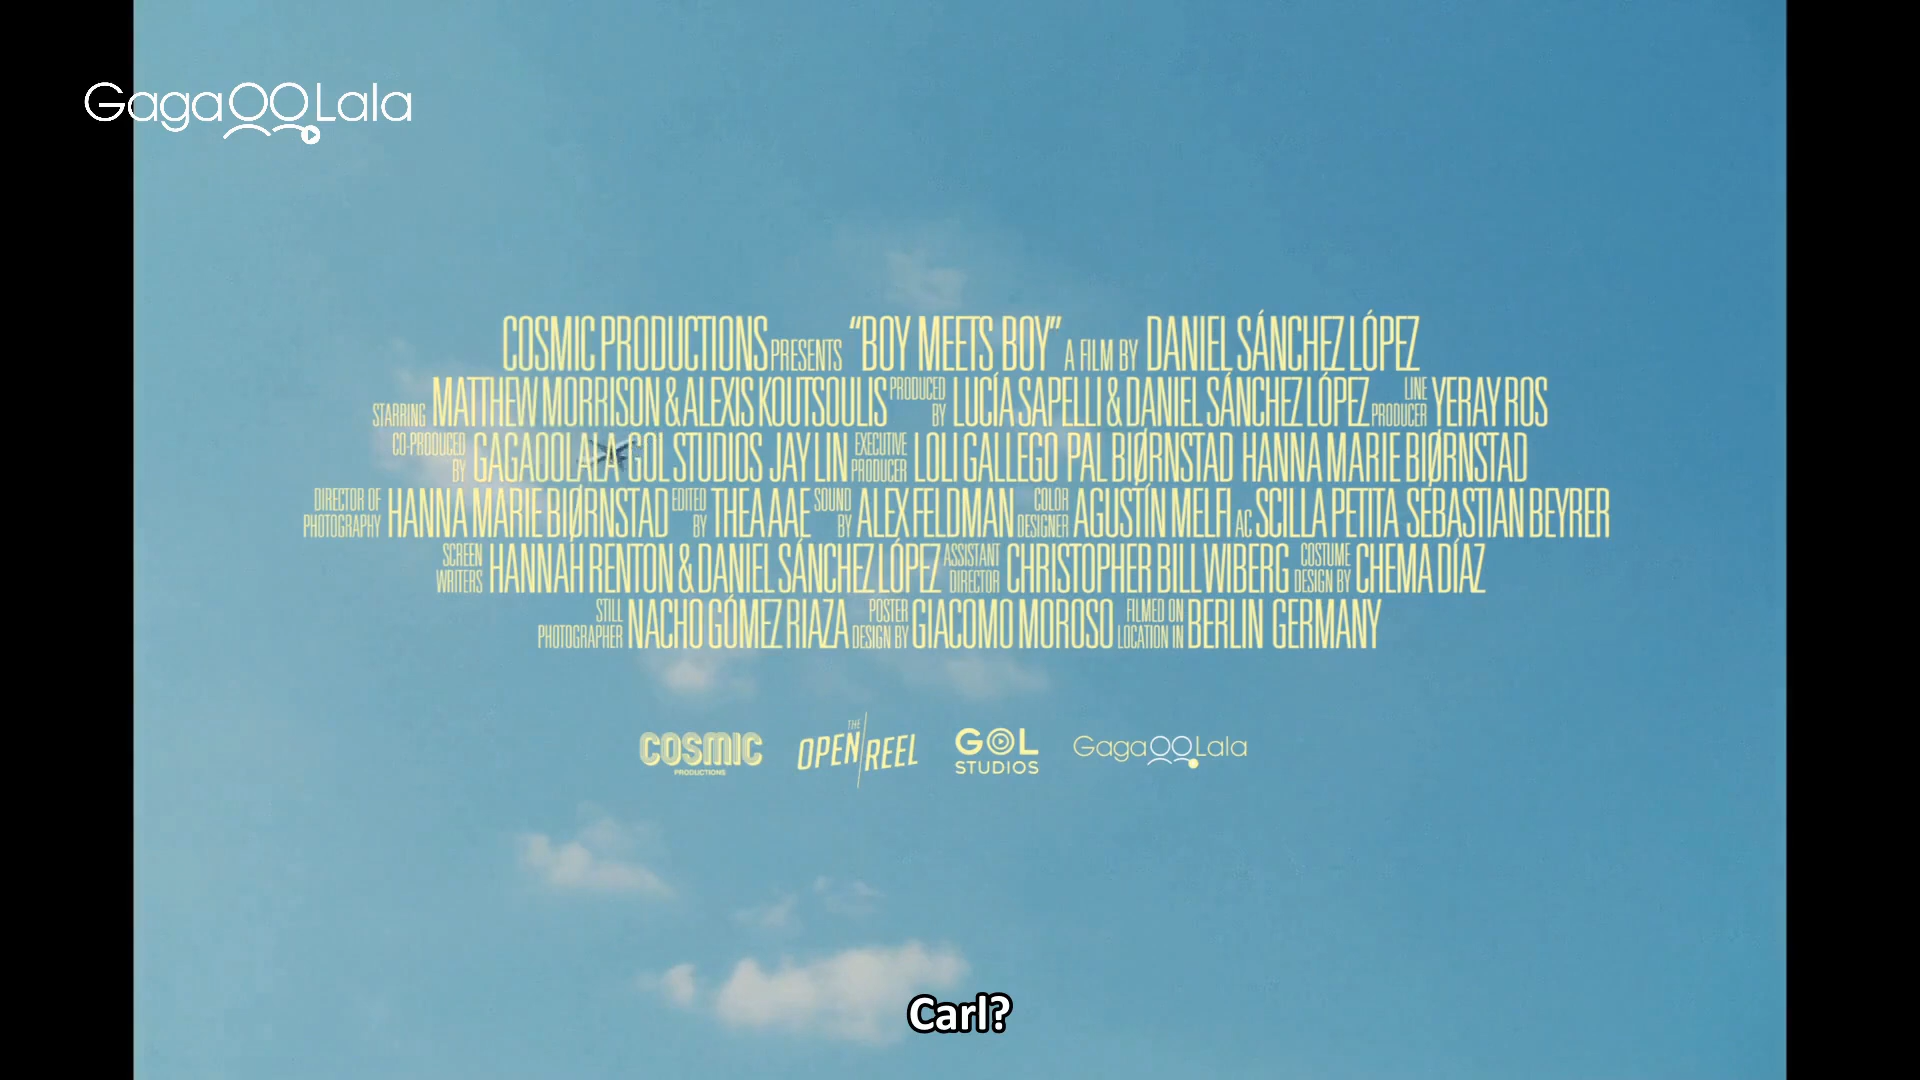 GagaOOLala
COSMIC PRODUCTIONS PRESENTS “BOY MEETS BOY” A FILM BY DANIEL SÁNCHEZ LÓPEZ
STARRING MATTHEW MORRISON & ALEXIS KOUTSOULIS PRODUCED BY LUCÍA SAPELLI & DANIEL SÁNCHEZ LÓPEZ LINE PRODUCER YERAY ROS
CO-PRODUCED BY GAGAOOLALA GOL STUDIOS JAY LIN EXECUTIVE PRODUCER LOLI GALLEGO PAL BIØRNSTAD HANNA MARIE BIØRNSTAD
DIRECTOR OF PHOTOGRAPHY HANNA MARIE BIØRNSTAD EDITED BY THEA AAE SOUND BY ALEX FELDMAN COLOR DESIGNER AGUSTÍN MELFI AC SCILLA PETITA SEBASTIAN BEYRER
SCREEN WRITERS HANNAH RENTON & DANIEL SÁNCHEZ LÓPEZ ASSISTANT DIRECTOR CHRISTOPHER BILL WIBERG COSTUME DESIGN BY CHEMA DÍAZ
STILL PHOTOGRAPHER NACHO GÓMEZ RIAZA POSTER DESIGN BY GIACOMO MOROSO FILMED ON LOCATION IN BERLIN GERMANY
COSMIC PRODUCTIONS
THE OPEN REEL
GOL STUDIOS
GagaOOLala
Carl?